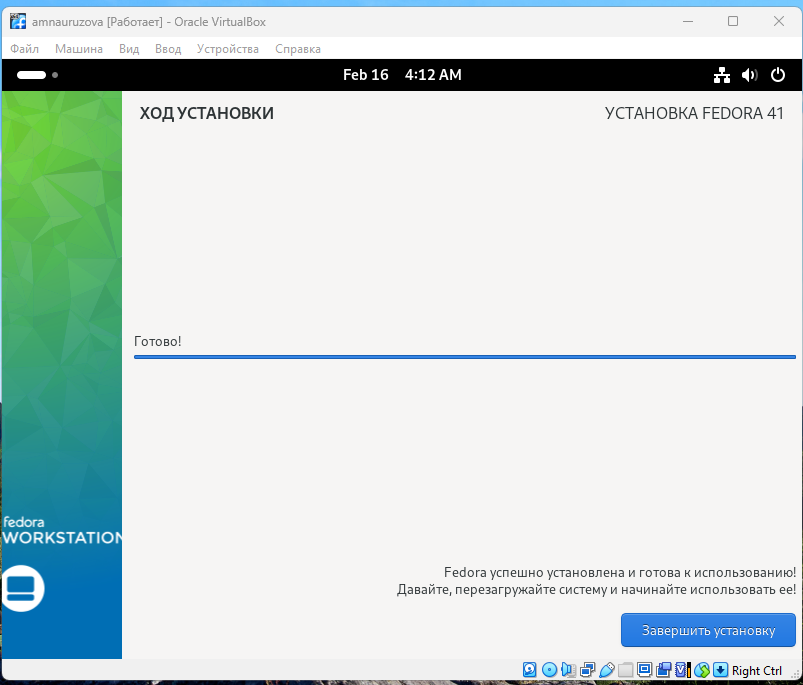 amnauruzova [Работает] - Oracle VirtualBox
Файл Машина Вид Ввод Устройства Справка
Feb 16 4:12 AM
ХОД УСТАНОВКИ
УСТАНОВКА FEDORA 41
Готово!
fedora
WORKSTATION
Fedora успешно установлена и готова к использованию!
Давайте, перезагружайте систему и начинайте использовать ее!
Завершить установку
Right Ctrl